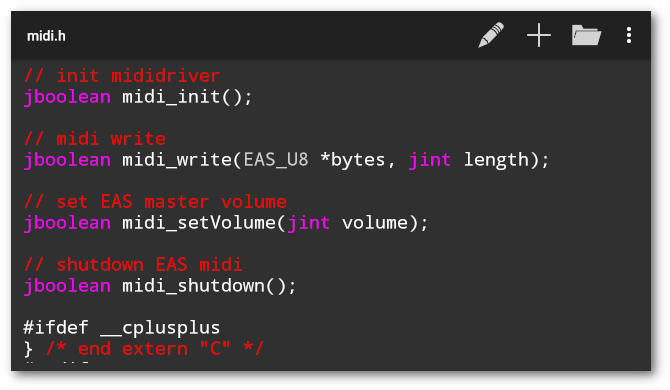 midi.h
// init mididriver
jboolean midi_init();
// midi write
jboolean midi_write(EAS_U8 *bytes, jint length);
// set EAS master volume
jboolean midi_setVolume(jint volume);
// shutdown EAS midi
jboolean midi_shutdown();
#ifdef __cplusplus
} /* end extern "C" */